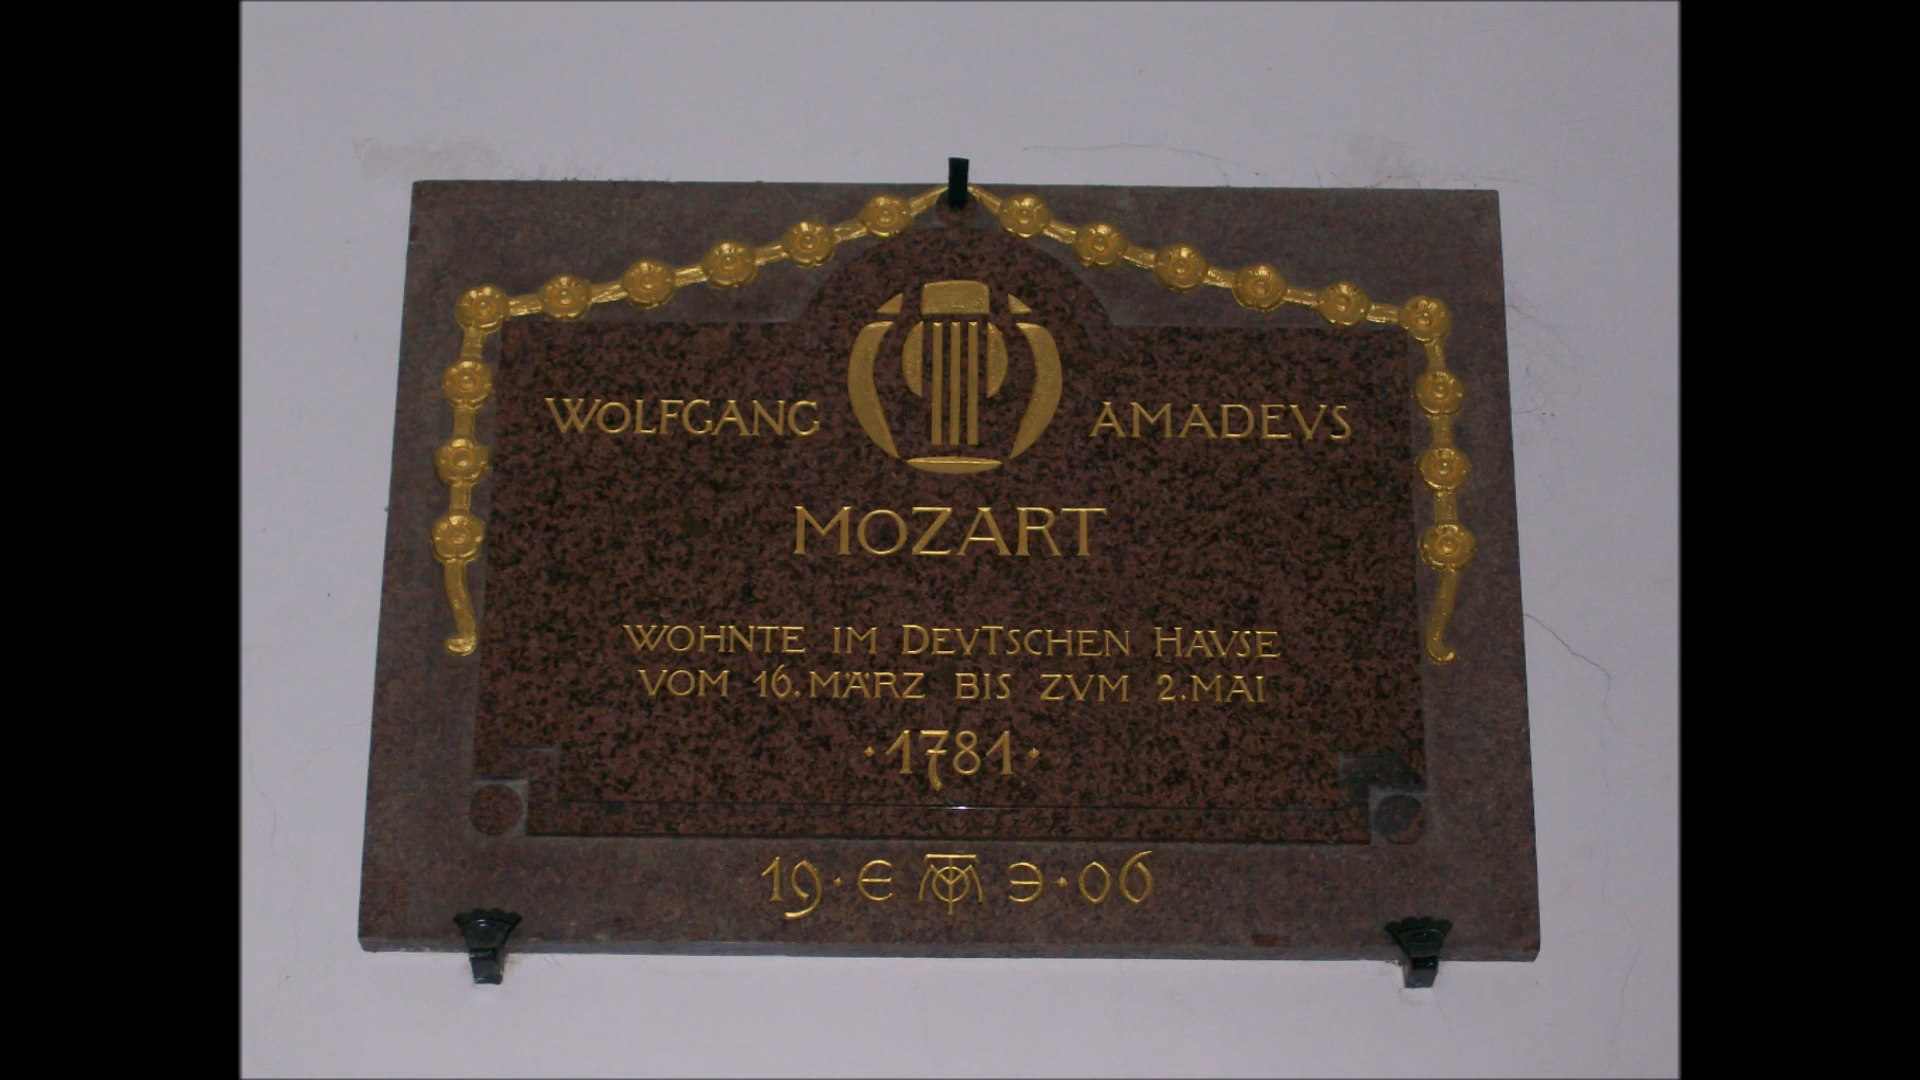 WOLFGANG AMADEVS
MOZART
WOHNTE IM DEVTSCHEN HAVSE
VOM 16. MÄRZ BIS ZVM 2. MAI
·1781·
19·E Э·06